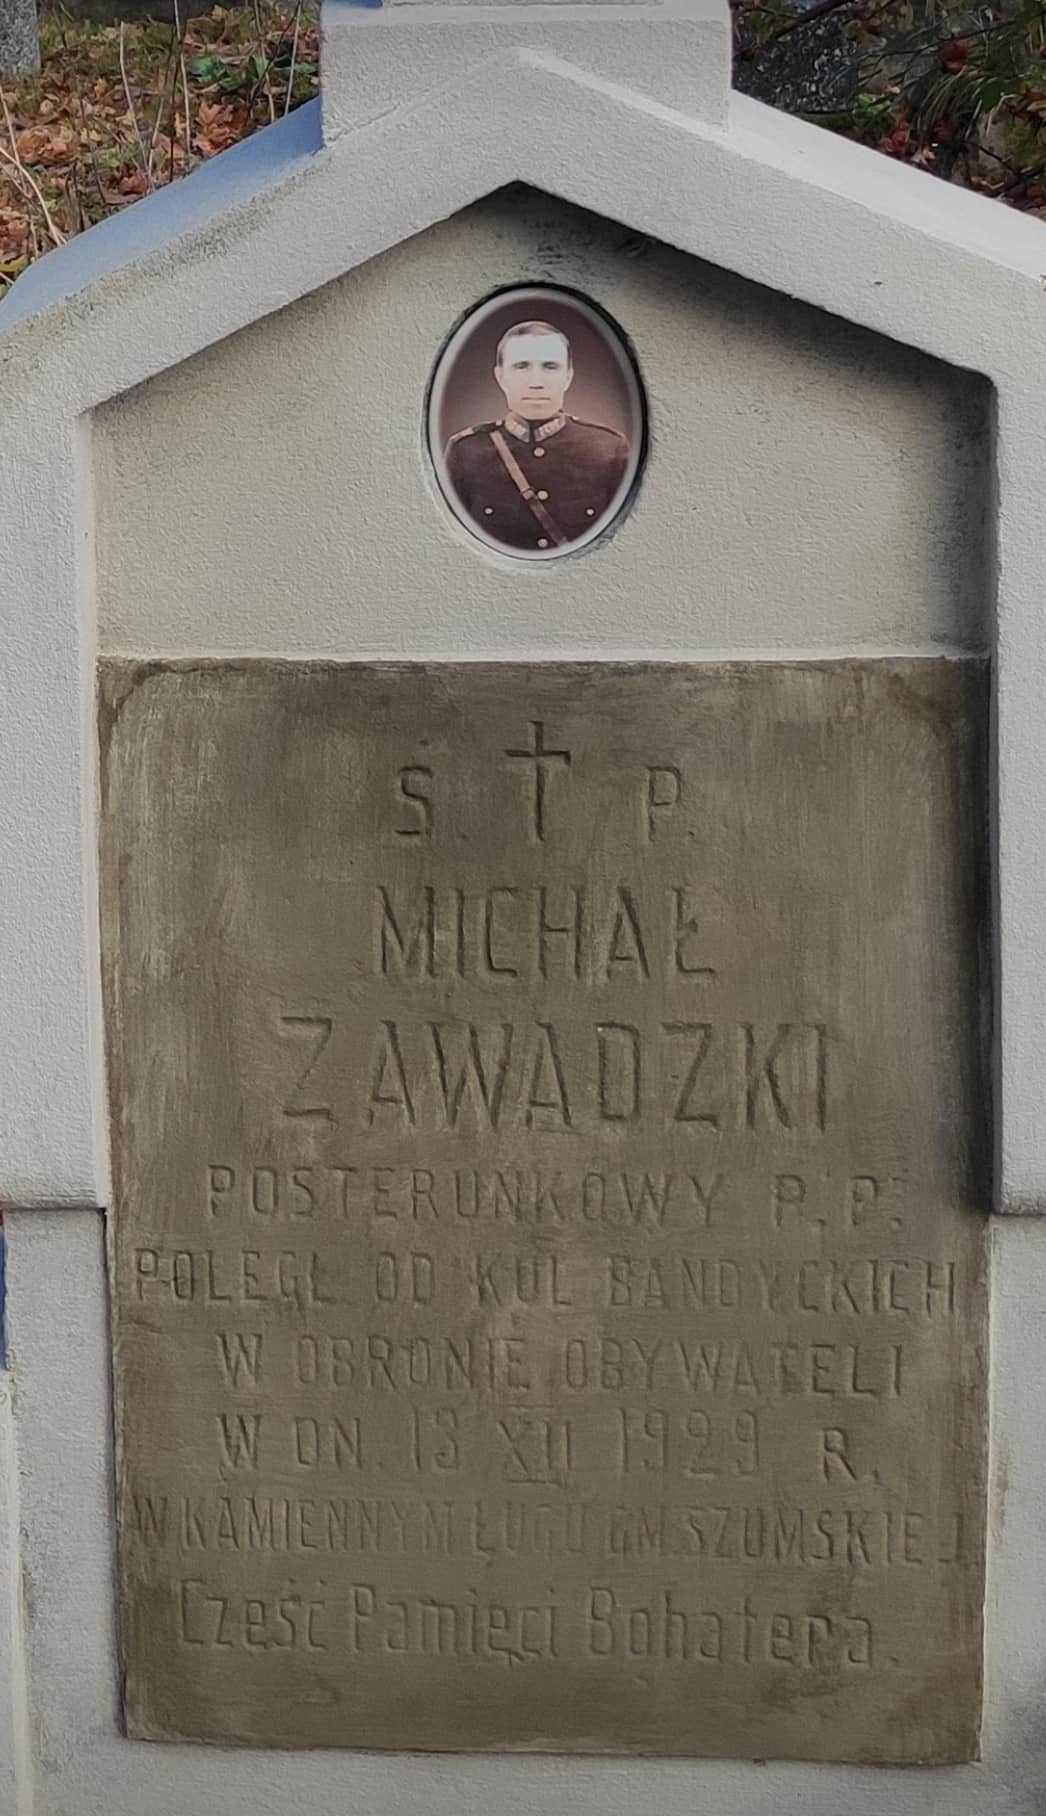 Ś. P.
MICHAŁ
ZAWADZKI
POSTERUNKOWY P. P.
POLEGŁ OD KUL BANDYCKICH
W OBRONIE OBYWATELI
W DN. 13 XII 1929 R.
W KAMIENNYM ŁUGU GM. SZUMSKIEJ.
Cześć Pamięci Bohatera.